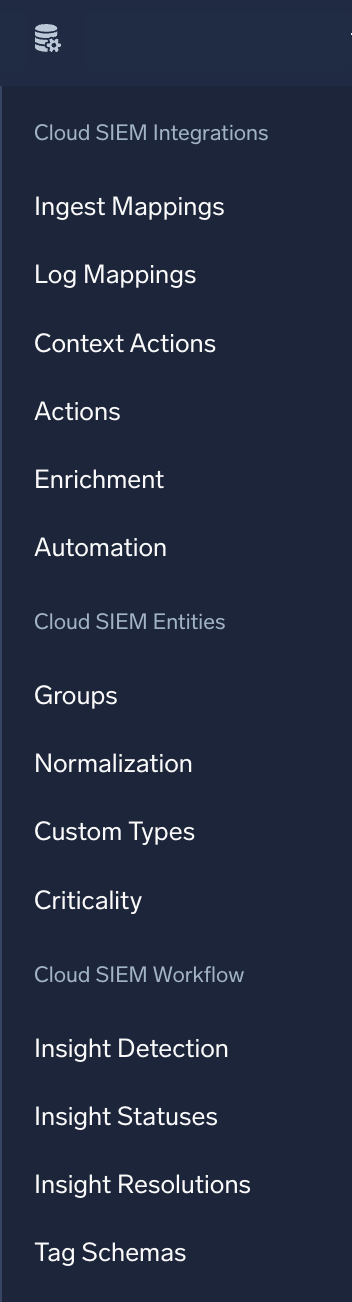 Cloud SIEM Integrations
Ingest Mappings
Log Mappings
Context Actions
Actions
Enrichment
Automation
Cloud SIEM Entities
Groups
Normalization
Custom Types
Criticality
Cloud SIEM Workflow
Insight Detection
Insight Statuses
Insight Resolutions
Tag Schemas